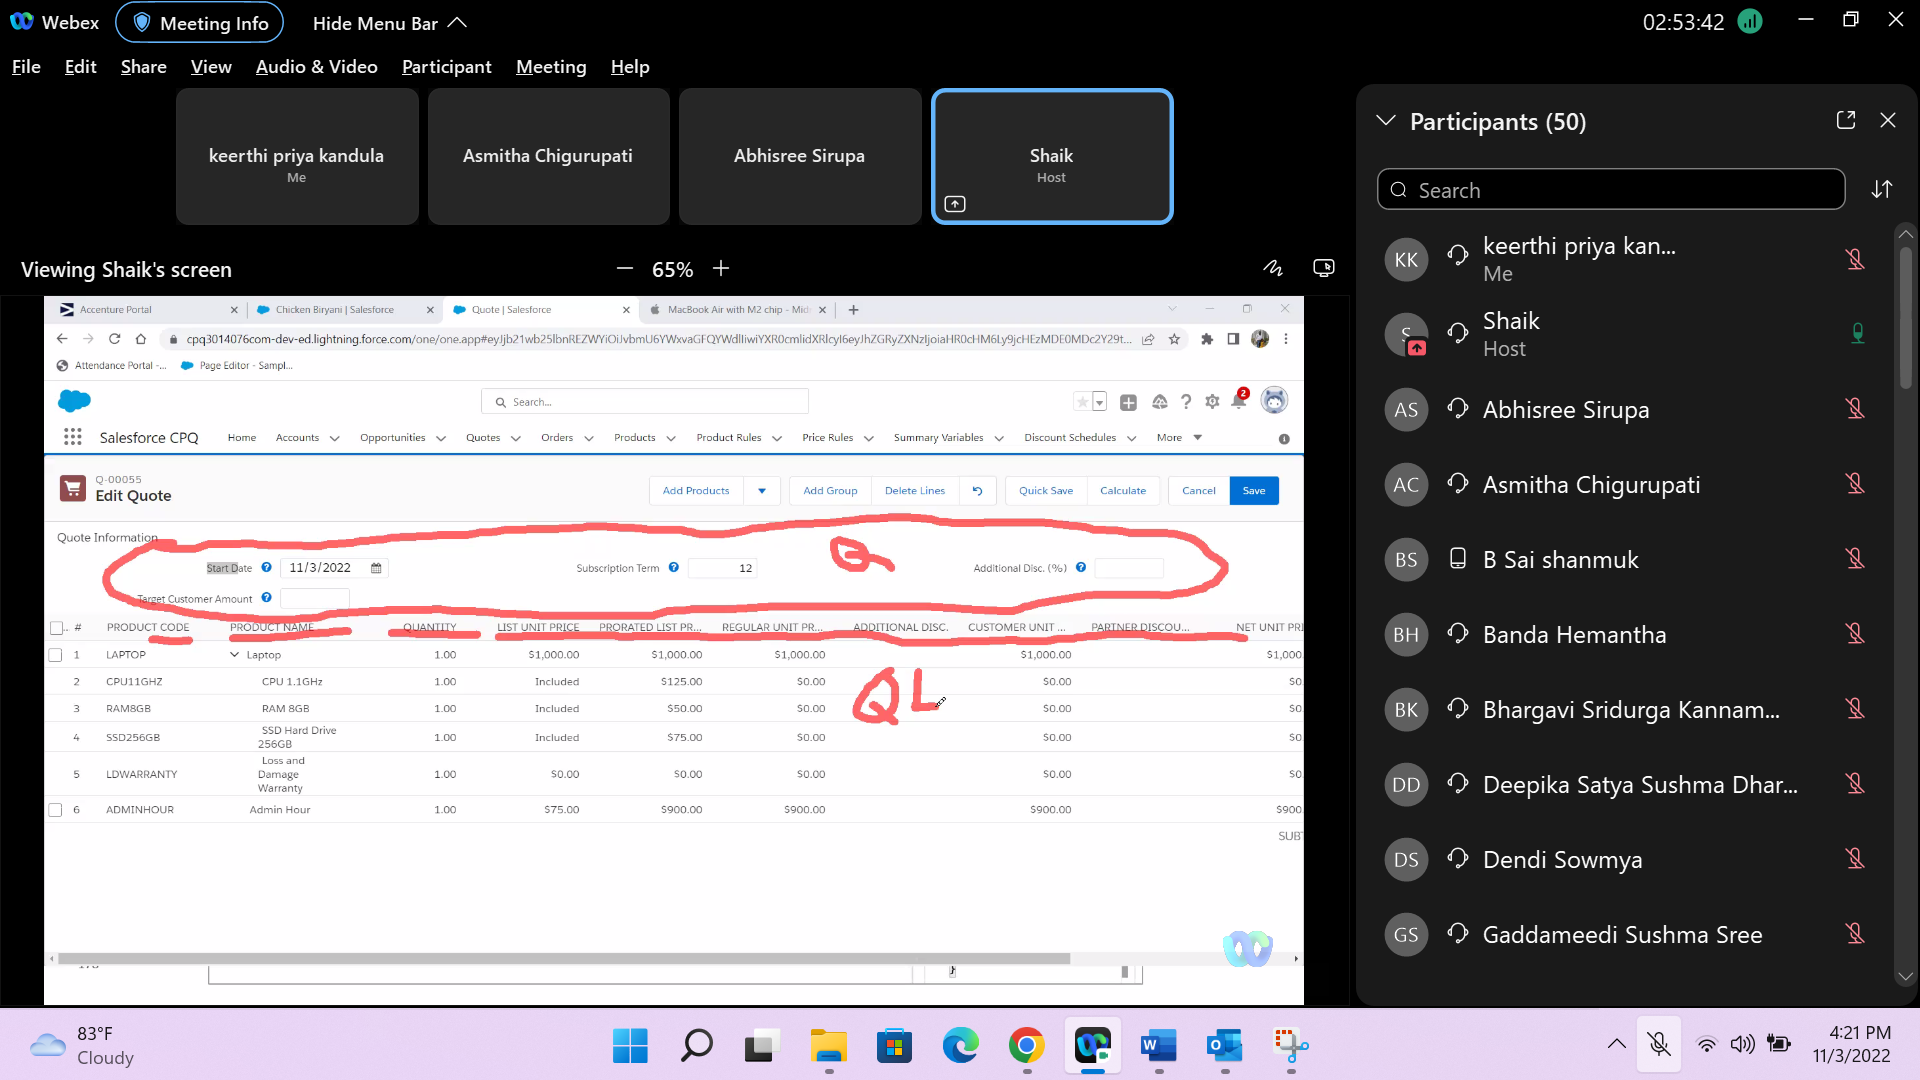 Webex Meeting Info Hide Menu Bar 02:53:42
File Edit Share View Audio & Video Participant Meeting Help
keerthi priya kandula
Me
Asmitha Chigurupati
Abhisree Sirupa
Shaik
Host
Viewing Shaik's screen 65%
Accenture Portal Chicken Biryani | Salesforce Quote | Salesforce MacBook Air with M2 chip - Mid
cpq3014076com-dev-ed.lightning.force.com/one/one.app#eyJjb21wb25lbnREZWYiOiJvbmU6YWxvaGFQYWdlIiwiYXR0cmlidXRlcyI6eyJhZGRyZXNzIjoiaHR0cHM6Ly9jcHEzMDE0MDc2Y29t...
Attendance Portal -... Page Editor - Sampl...
Search... 2
Salesforce CPQ Home Accounts Opportunities Quotes Orders Products Product Rules Price Rules Summary Variables Discount Schedules More
Q-00055
Edit Quote
Add Products Add Group Delete Lines Quick Save Calculate Cancel Save
Quote Information
Start Date 11/3/2022 Subscription Term 12 Additional Disc. (%)
Target Customer Amount
# PRODUCT CODE PRODUCT NAME QUANTITY LIST UNIT PRICE PRORATED LIST PR... REGULAR UNIT PR... ADDITIONAL DISC. CUSTOMER UNIT ... PARTNER DISCOU... NET UNIT PRI
1 LAPTOP Laptop 1.00 $1,000.00 $1,000.00 $1,000.00 $1,000.00 $1,000.
2 CPU11GHZ CPU 1.1GHz 1.00 Included $125.00 $0.00 $0.00 $0.
QL
3 RAM8GB RAM 8GB 1.00 Included $50.00 $0.00 $0.00 $0.
4 SSD256GB SSD Hard Drive 256GB 1.00 Included $75.00 $0.00 $0.00 $0.
5 LDWARRANTY Loss and Damage Warranty 1.00 $0.00 $0.00 $0.00 $0.00 $0.
6 ADMINHOUR Admin Hour 1.00 $75.00 $900.00 $900.00 $900.00 $900.
SUBT
Participants (50)
Search
KK keerthi priya kan...
Me
S Shaik
Host
AS Abhisree Sirupa
AC Asmitha Chigurupati
BS B Sai shanmuk
BH Banda Hemantha
BK Bhargavi Sridurga Kannam...
DD Deepika Satya Sushma Dhar...
DS Dendi Sowmya
GS Gaddameedi Sushma Sree
83°F
Cloudy
4:21 PM
11/3/2022